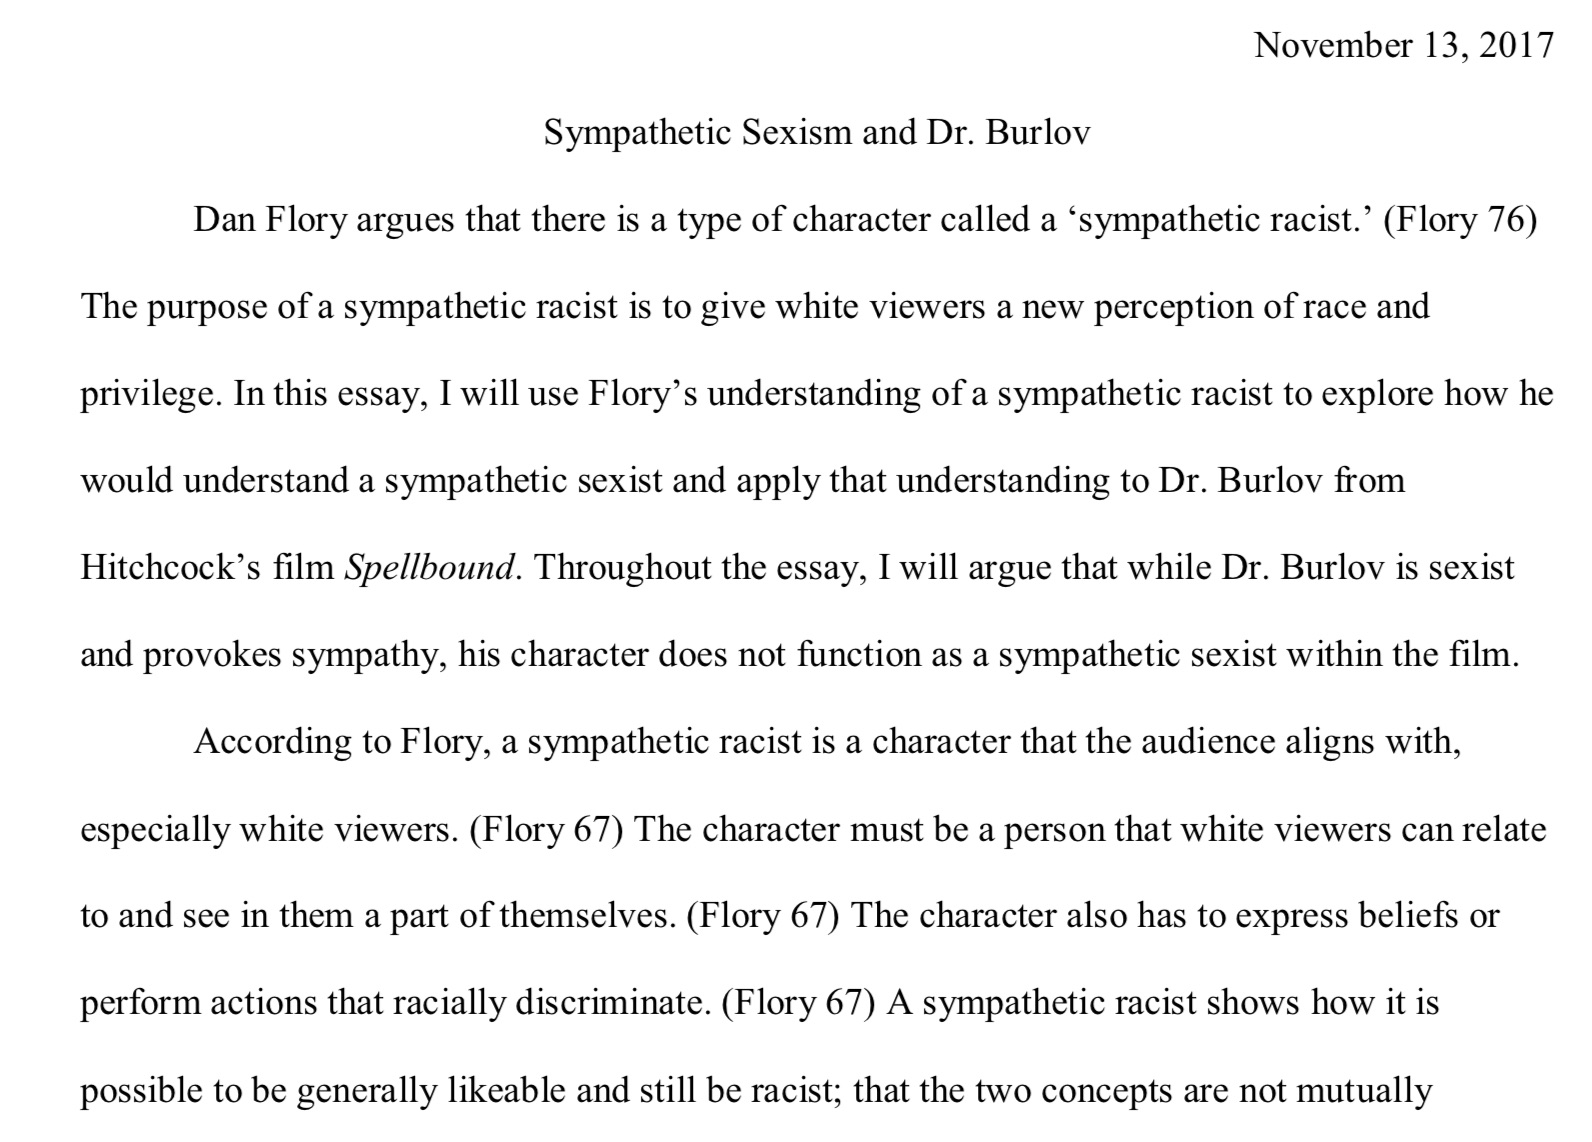 November 13, 2017
Sympathetic Sexism and Dr. Burlov
Dan Flory argues that there is a type of character called a ‘sympathetic racist.’ (Flory 76)
The purpose of a sympathetic racist is to give white viewers a new perception of race and
privilege. In this essay, I will use Flory’s understanding of a sympathetic racist to explore how he
would understand a sympathetic sexist and apply that understanding to Dr. Burlov from
Hitchcock’s film Spellbound. Throughout the essay, I will argue that while Dr. Burlov is sexist
and provokes sympathy, his character does not function as a sympathetic sexist within the film.
According to Flory, a sympathetic racist is a character that the audience aligns with,
especially white viewers. (Flory 67) The character must be a person that white viewers can relate
to and see in them a part of themselves. (Flory 67) The character also has to express beliefs or
perform actions that racially discriminate. (Flory 67) A sympathetic racist shows how it is
possible to be generally likeable and still be racist; that the two concepts are not mutually